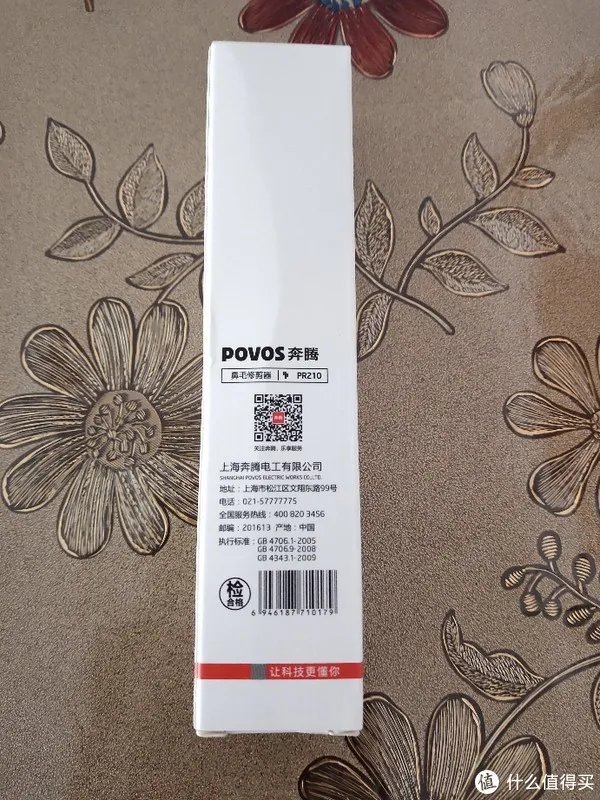 POVOS 奔腾
鼻毛修剪器 PR210
关注奔腾，乐享服务
上海奔腾电工有限公司
SHANGHAI POVOS ELECTRIC WORKS CO.,LTD.
地址：上海市松江区文翔东路99号
电话：021-57777775
全国服务热线：400 820 3456
邮编：201613 产地：中国
执行标准：GB 4706.1-2005
GB 4706.9-2008
GB 4343.1-2009
检
合格
6 946187 710179
让科技更懂你
值 什么值得买